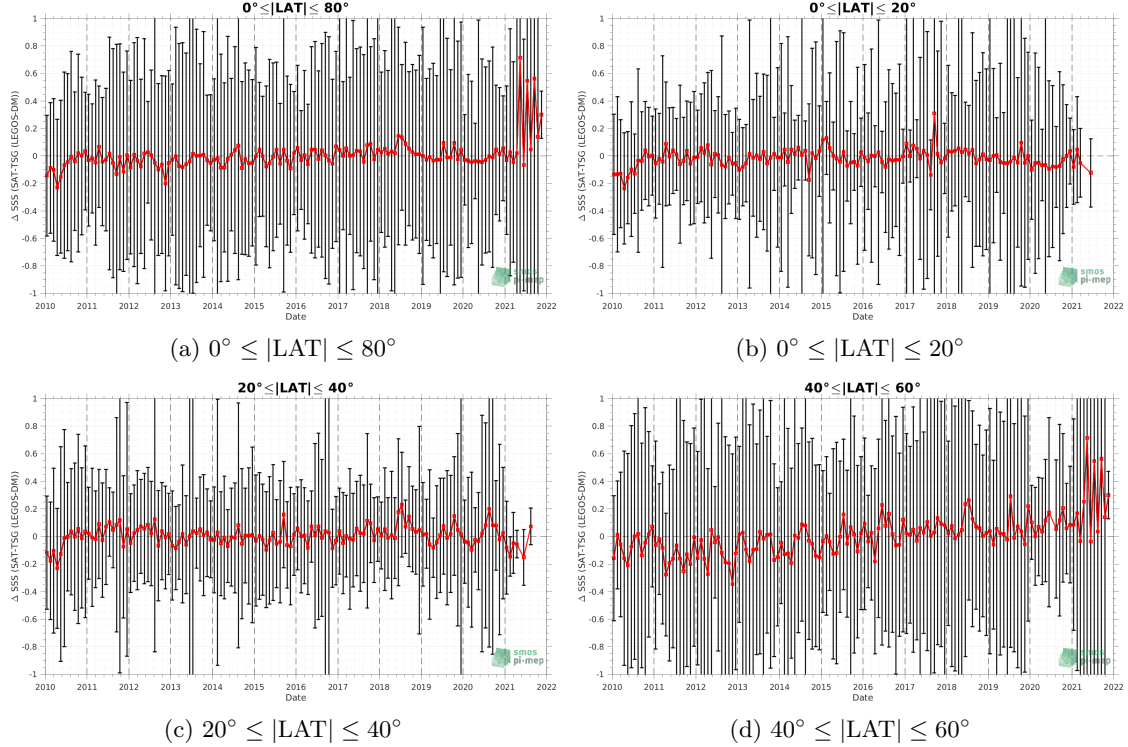 0°≤|LAT|≤ 80°
Δ SSS (SAT-TSG (LEGOS-DM))
1
0.8
0.6
0.4
0.2
0
-0.2
-0.4
-0.6
-0.8
-1
2010 2011 2012 2013 2014 2015 2016 2017 2018 2019 2020 2021 2022
Date
smos
pi-mep
(a) 0° ≤ |LAT| ≤ 80°
0°≤|LAT|≤ 20°
Δ SSS (SAT-TSG (LEGOS-DM))
1
0.8
0.6
0.4
0.2
0
-0.2
-0.4
-0.6
-0.8
-1
2010 2011 2012 2013 2014 2015 2016 2017 2018 2019 2020 2021 2022
Date
smos
pi-mep
(b) 0° ≤ |LAT| ≤ 20°
20°≤|LAT|≤ 40°
Δ SSS (SAT-TSG (LEGOS-DM))
1
0.8
0.6
0.4
0.2
0
-0.2
-0.4
-0.6
-0.8
-1
2010 2011 2012 2013 2014 2015 2016 2017 2018 2019 2020 2021 2022
Date
smos
pi-mep
(c) 20° ≤ |LAT| ≤ 40°
40°≤|LAT|≤ 60°
Δ SSS (SAT-TSG (LEGOS-DM))
1
0.8
0.6
0.4
0.2
0
-0.2
-0.4
-0.6
-0.8
-1
2010 2011 2012 2013 2014 2015 2016 2017 2018 2019 2020 2021 2022
Date
smos
pi-mep
(d) 40° ≤ |LAT| ≤ 60°